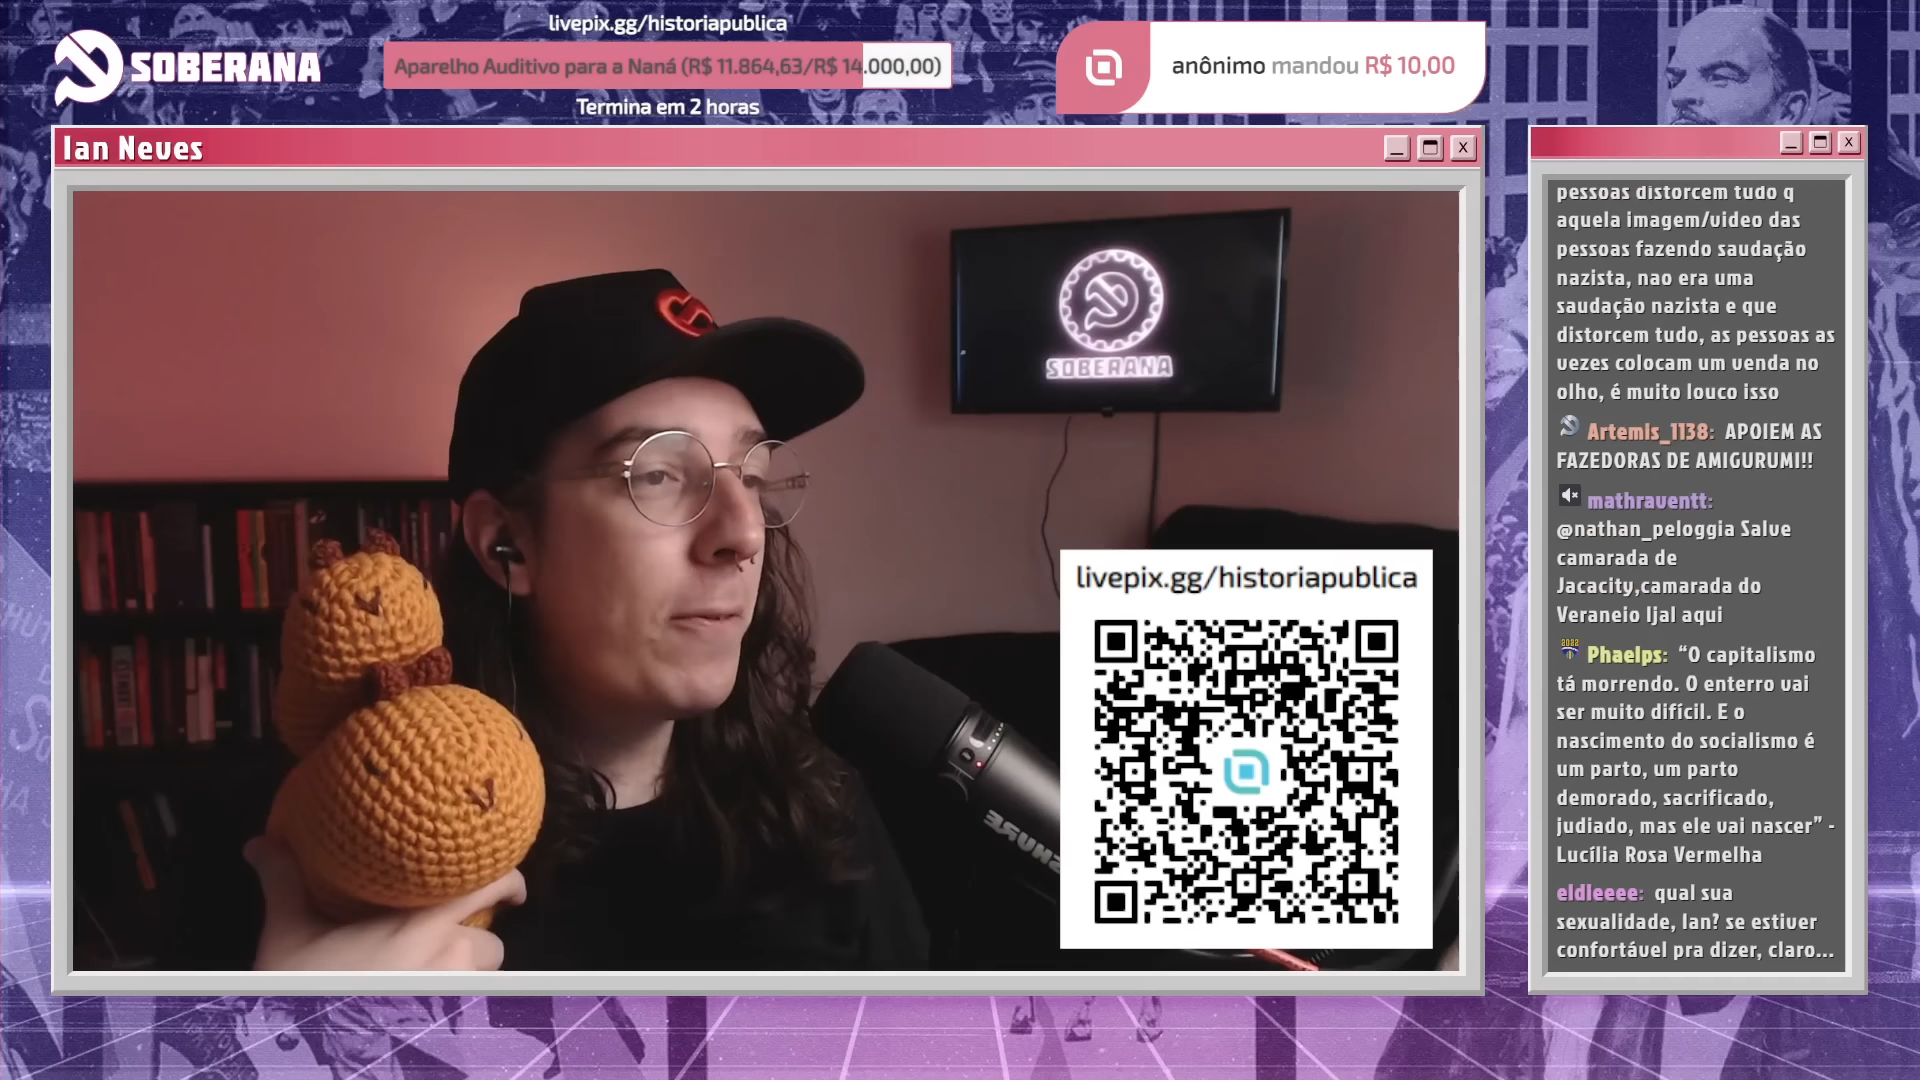 livepix.gg/historiapublica
SOBERANA
Aparelho Auditivo para a Naná (R$ 11.864,63/R$ 14.000,00)
Termina em 2 horas
anônimo mandou R$ 10,00
Ian Neves
SOBERANA
livepix.gg/historiapublica
SHURE
pessoas distorcem tudo q
aquela imagem/video das
pessoas fazendo saudação
nazista, nao era uma
saudação nazista e que
distorcem tudo, as pessoas as
vezes colocam um venda no
olho, é muito louco isso
Artemis_1138: APOIEM AS
FAZEDORAS DE AMIGURUMI!!
mathraventt:
@nathan_peloggia Salve
camarada de
Jacacity,camarada do
Veraneio Ijal aqui
2022
Phaelps: “O capitalismo
tá morrendo. O enterro vai
ser muito difícil. E o
nascimento do socialismo é
um parto, um parto
demorado, sacrificado,
judiado, mas ele vai nascer” -
Lucília Rosa Vermelha
eldleeee: qual sua
sexualidade, Ian? se estiver
confortável pra dizer, claro...